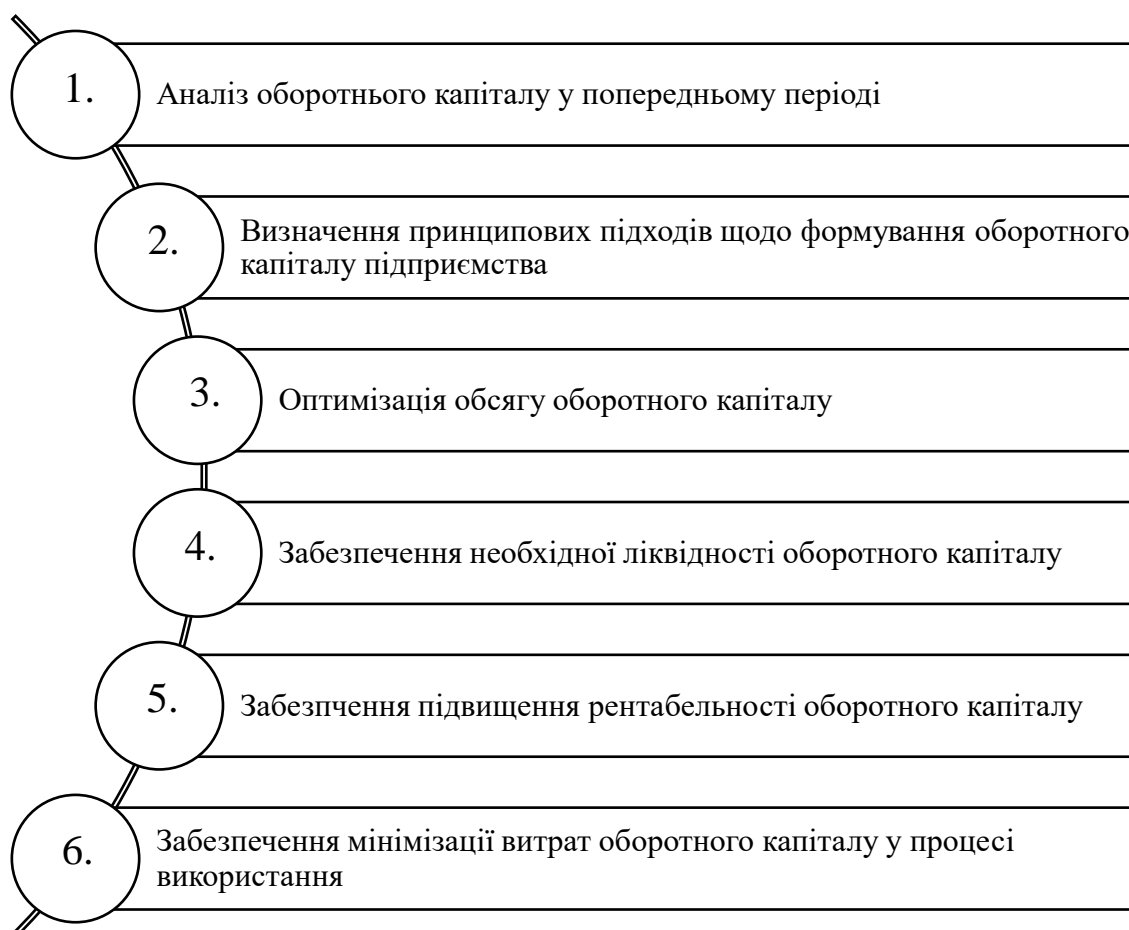 1. Аналіз оборотнього капіталу у попередньому періоді
2. Визначення принципових підходів щодо формування оборотного
капіталу підприємства
3. Оптимізація обсягу оборотного капіталу
4. Забезпечення необхідної ліквідності оборотного капіталу
5. Забезпчення підвищення рентабельності оборотного капіталу
6. Забезпечення мінімізації витрат оборотного капіталу у процесі
використання